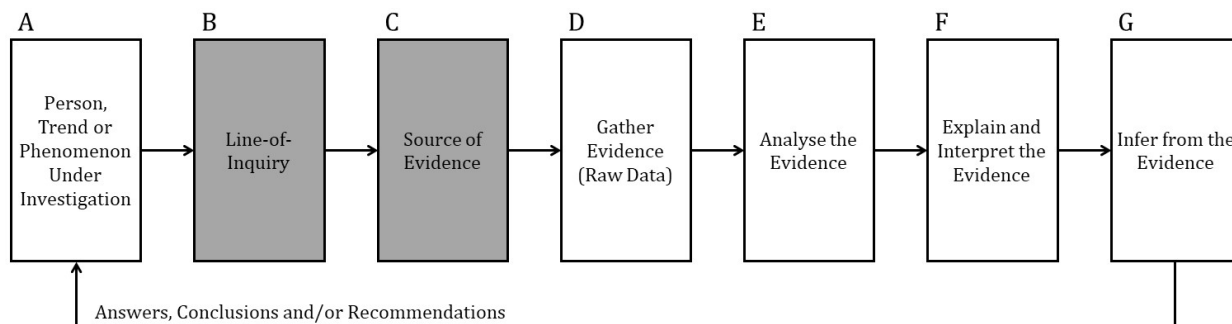 A
B
C
D
E
F
G
Person,
Trend or
Phenomenon
Under
Investigation
Line-of-
Inquiry
Source of
Evidence
Gather
Evidence
(Raw Data)
Analyse the
Evidence
Explain and
Interpret the
Evidence
Infer from the
Evidence
Answers, Conclusions and/or Recommendations